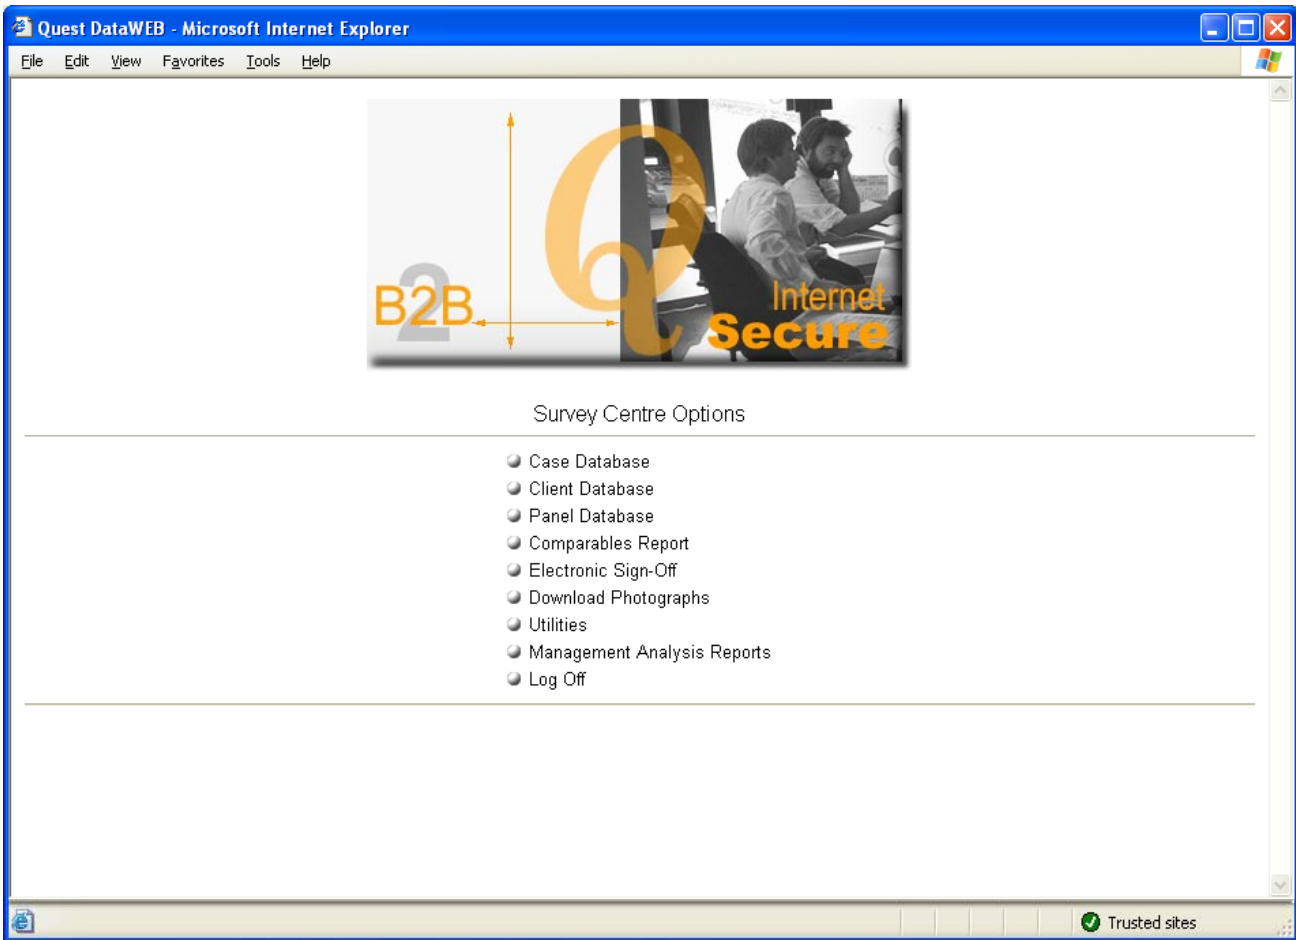 Quest DataWEB - Microsoft Internet Explorer
File Edit View Favorites Tools Help
2
B2B
Q
Internet
Secure
Survey Centre Options
Case Database
Client Database
Panel Database
Comparables Report
Electronic Sign-Off
Download Photographs
Utilities
Management Analysis Reports
Log Off
Trusted sites